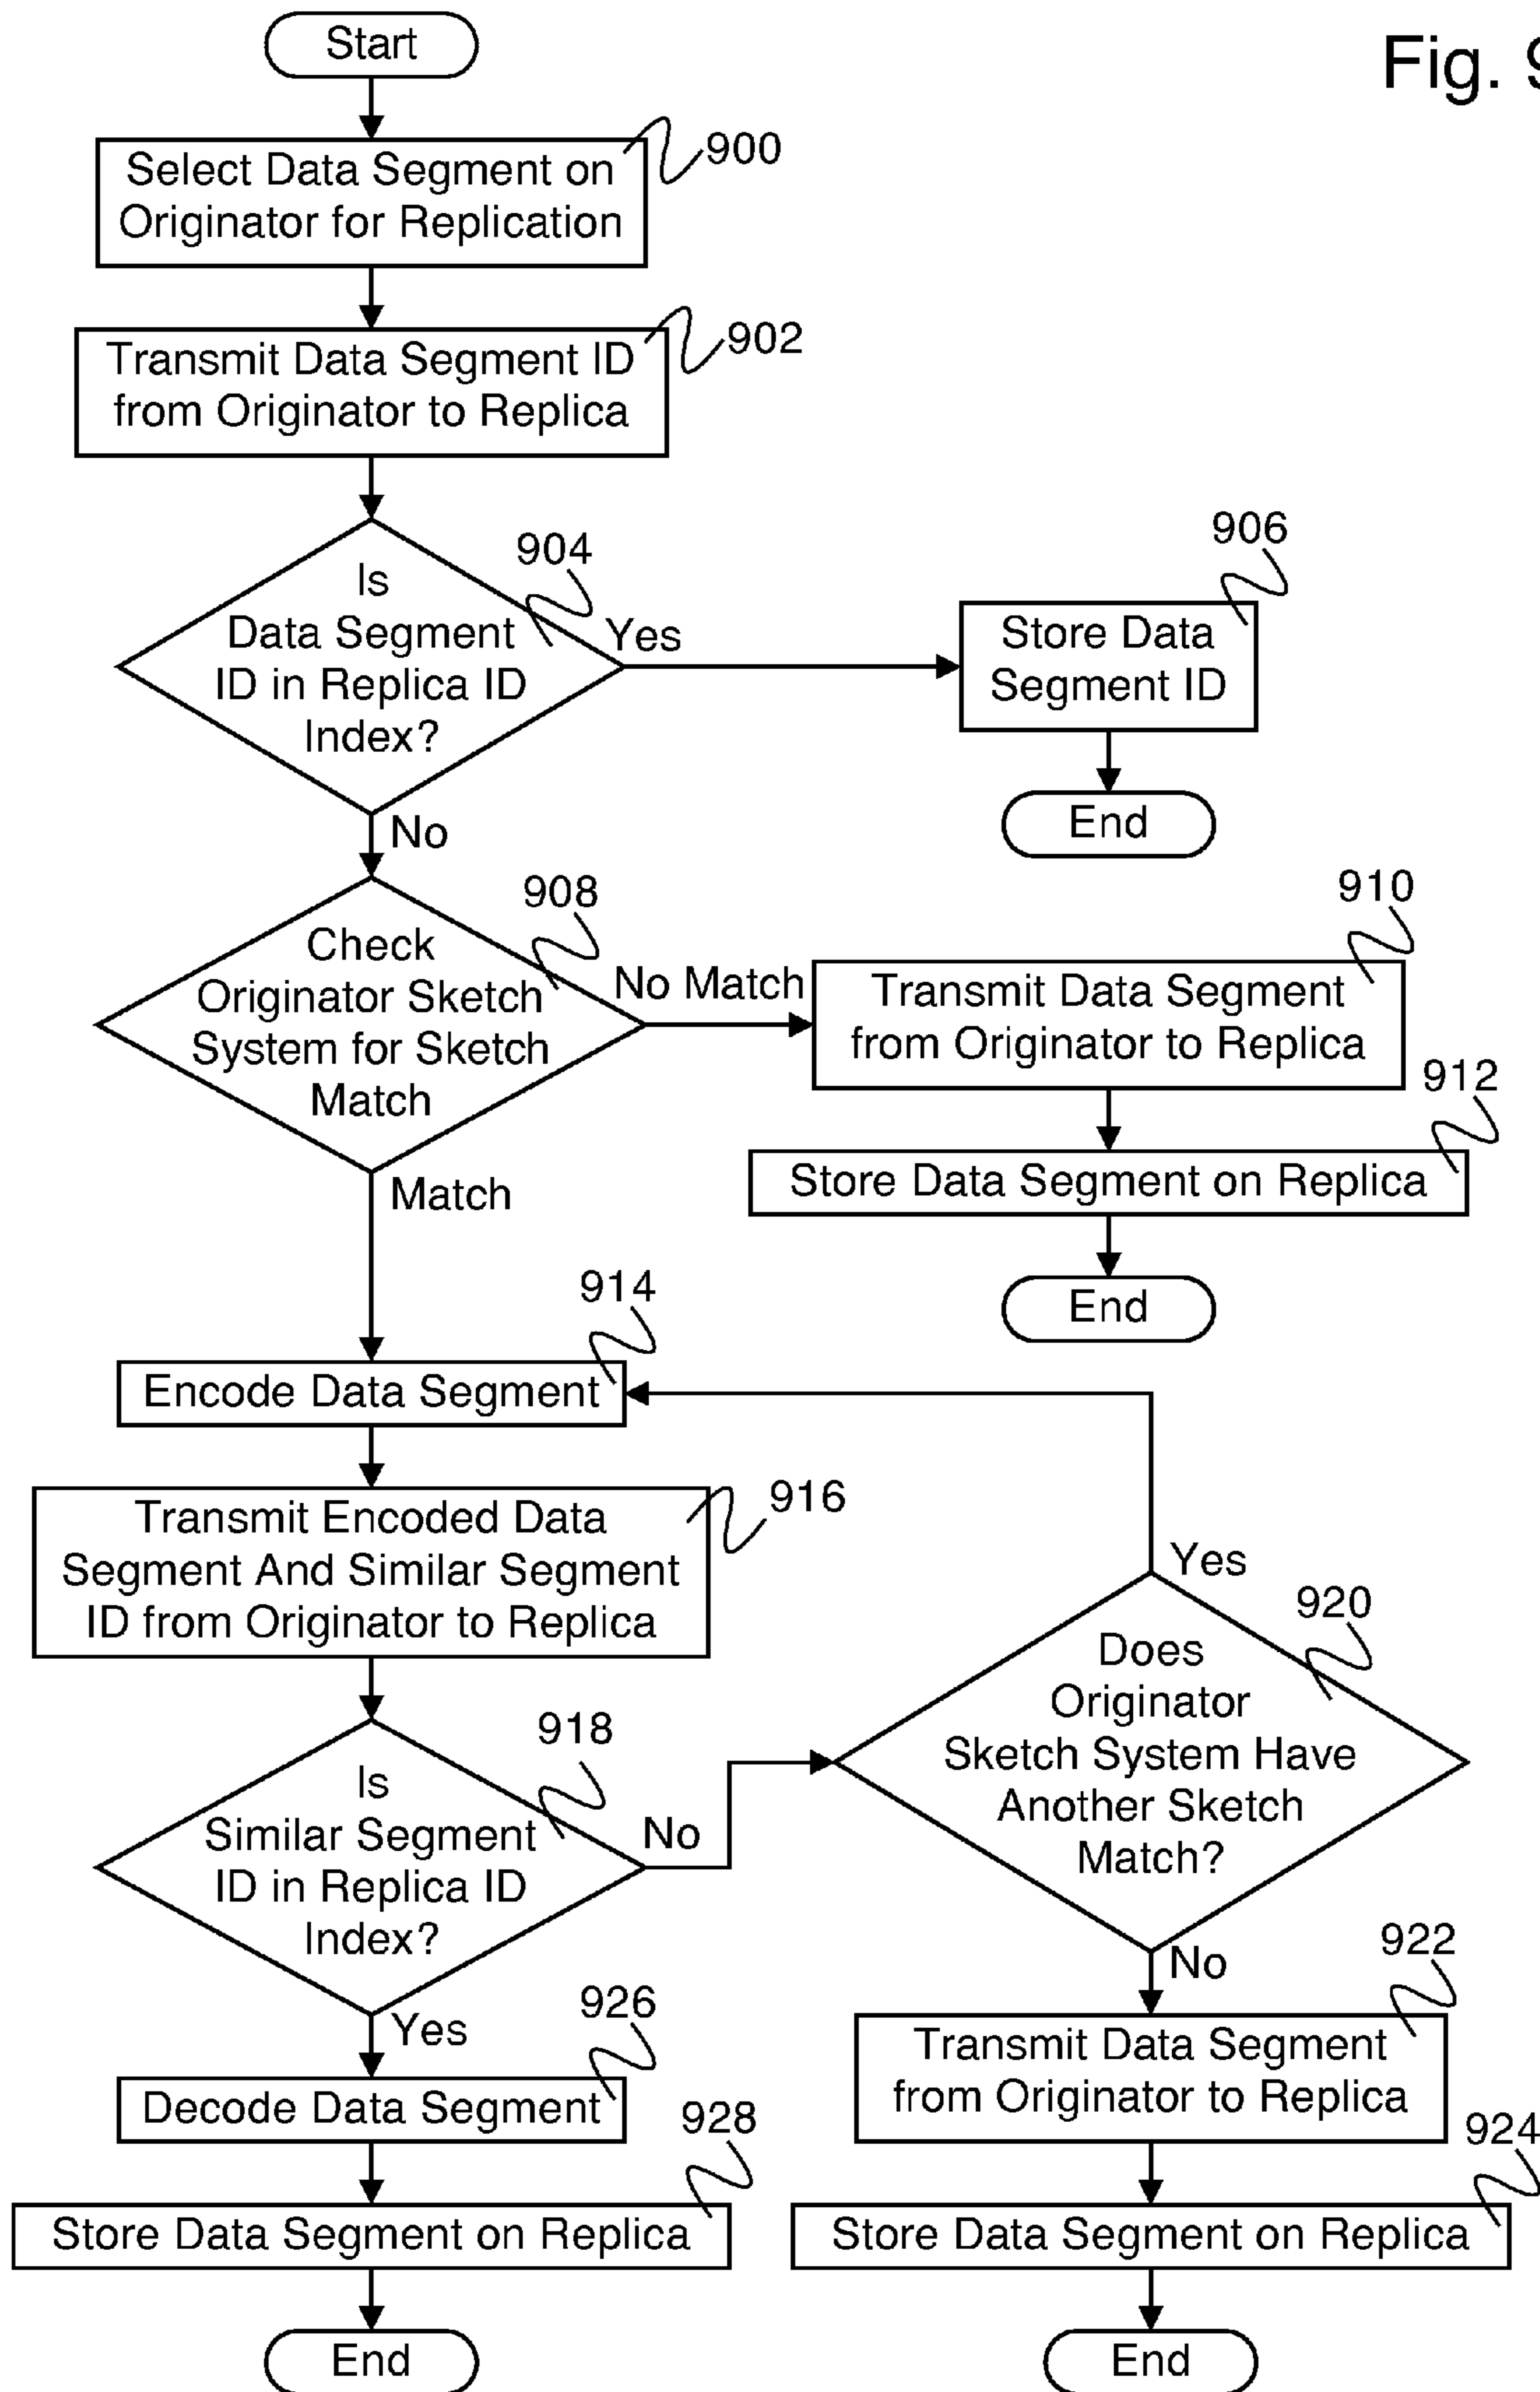 Start
Fig. 9
900
Select Data Segment on
Originator for Replication
902
Transmit Data Segment ID
from Originator to Replica
904
Is
Data Segment
ID in Replica ID
Index?
Yes
906
Store Data
Segment ID
End
No
908
Check
Originator Sketch
System for Sketch
Match
No Match
910
Transmit Data Segment
from Originator to Replica
912
Store Data Segment on Replica
End
Match
914
Encode Data Segment
916
Transmit Encoded Data
Segment And Similar Segment
ID from Originator to Replica
918
Is
Similar Segment
ID in Replica ID
Index?
No
Yes
920
Does
Originator
Sketch System Have
Another Sketch
Match?
No
922
Transmit Data Segment
from Originator to Replica
924
Store Data Segment on Replica
End
Yes
926
Decode Data Segment
928
Store Data Segment on Replica
End